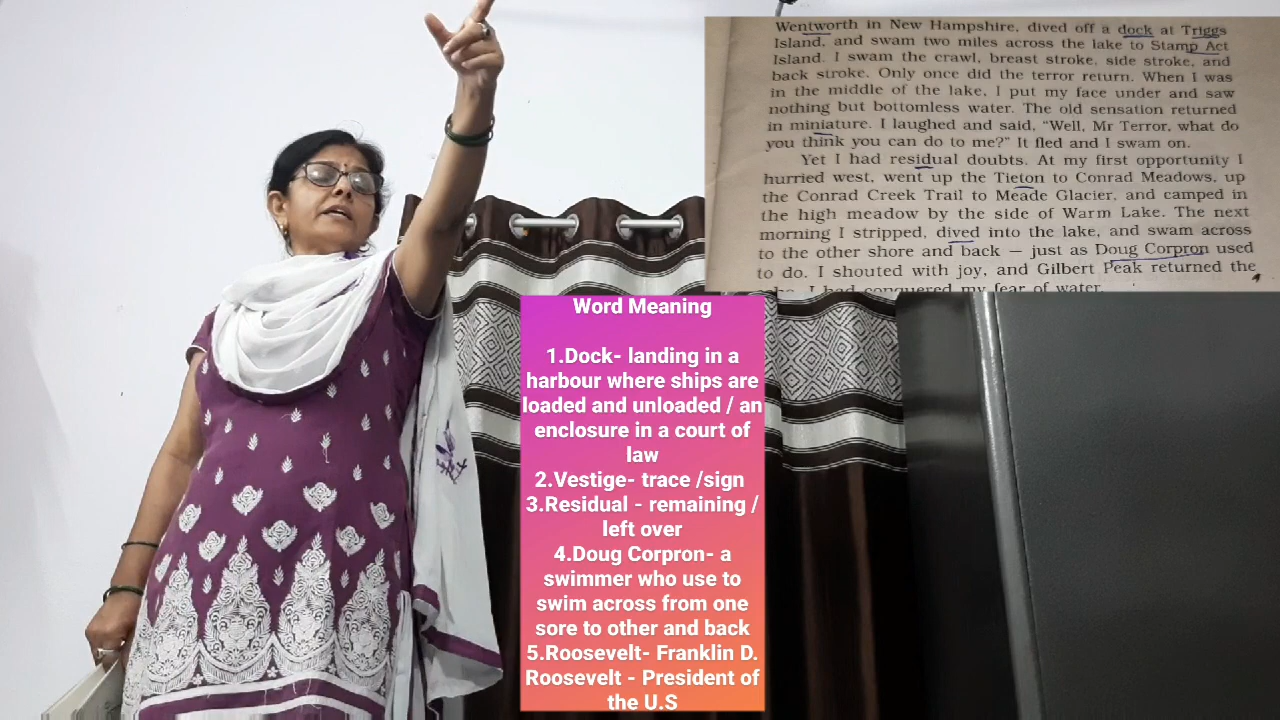 Wentworth in New Hampshire, dived off a dock at Triggs
Island, and swam two miles across the lake to Stamp Act
Island. I swam the crawl, breast stroke, side stroke, and
back stroke. Only once did the terror return. When I was
in the middle of the lake, I put my face under and saw
nothing but bottomless water. The old sensation returned
in miniature. I laughed and said, “Well, Mr Terror, what do
you think you can do to me?” It fled and I swam on.
Yet I had residual doubts. At my first opportunity I
hurried west, went up the Tieton to Conrad Meadows, up
the Conrad Creek Trail to Meade Glacier, and camped in
the high meadow by the side of Warm Lake. The next
morning I stripped, dived into the lake, and swam across
to the other shore and back — just as Doug Corpron used
to do. I shouted with joy, and Gilbert Peak returned the
I had conquered my fear of water.
Word Meaning
1.Dock- landing in a
harbour where ships are
loaded and unloaded / an
enclosure in a court of
law
2.Vestige- trace /sign
3.Residual - remaining /
left over
4.Doug Corpron- a
swimmer who use to
swim across from one
sore to other and back
5.Roosevelt- Franklin D.
Roosevelt - President of
the U.S